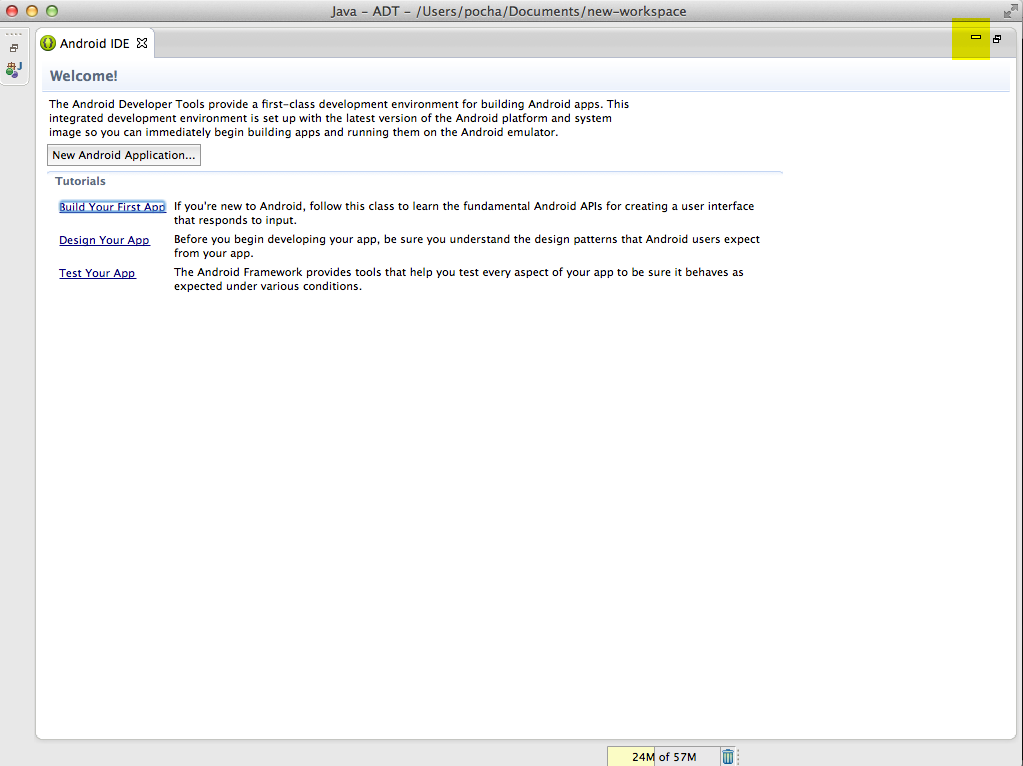 Java - ADT - /Users/pocha/Documents/new-workspace
Android IDE
J
Welcome!
The Android Developer Tools provide a first-class development environment for building Android apps. This
integrated development environment is set up with the latest version of the Android platform and system
image so you can immediately begin building apps and running them on the Android emulator.
New Android Application...
Tutorials
Build Your First App If you're new to Android, follow this class to learn the fundamental Android APIs for creating a user interface
that responds to input.
Design Your App Before you begin developing your app, be sure you understand the design patterns that Android users expect
from your app.
Test Your App The Android Framework provides tools that help you test every aspect of your app to be sure it behaves as
expected under various conditions.
24M of 57M